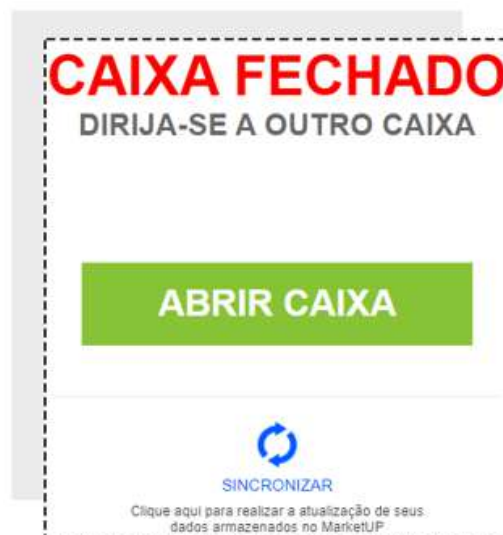 CAIXA FECHADO
DIRIJA-SE A OUTRO CAIXA
ABRIR CAIXA
SINCRONIZAR
Clique aqui para realizar a atualização de seus
dados armazenados no MarketUP